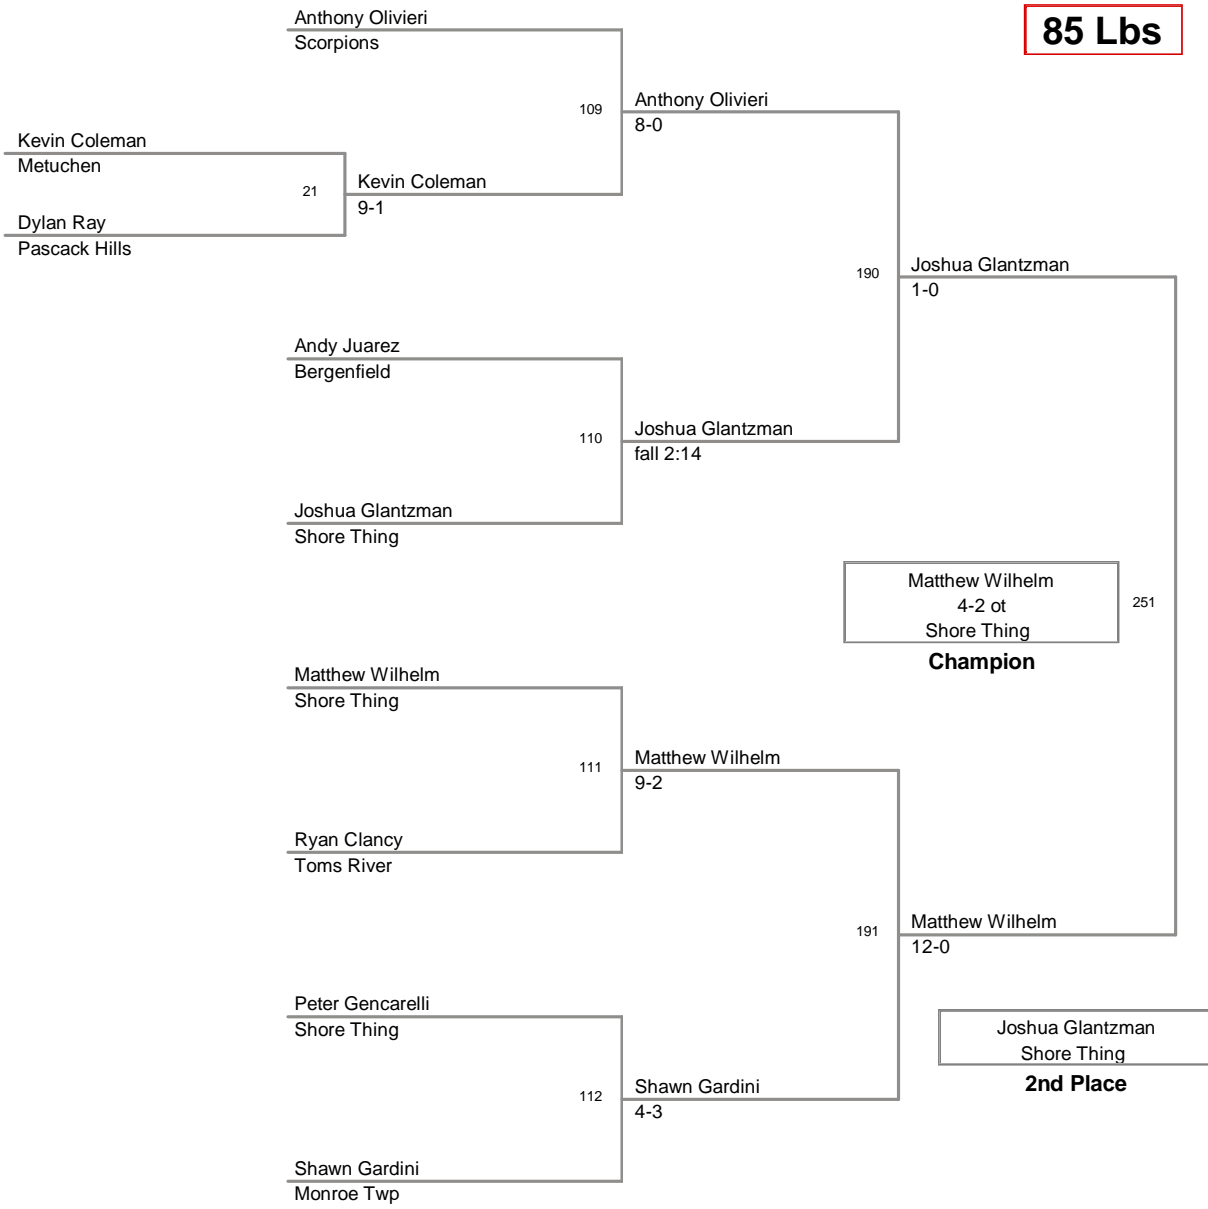 85 Lbs
Anthony Olivieri
Scorpions
109
Anthony Olivieri
8-0
Kevin Coleman
Metuchen
21
Kevin Coleman
9-1
Dylan Ray
Pascack Hills
190
Joshua Glantzman
1-0
Andy Juarez
Bergenfield
110
Joshua Glantzman
fall 2:14
Joshua Glantzman
Shore Thing
Matthew Wilhelm
4-2 ot
Shore Thing
Champion
251
Matthew Wilhelm
Shore Thing
111
Matthew Wilhelm
9-2
Ryan Clancy
Toms River
191
Matthew Wilhelm
12-0
Peter Gencarelli
Shore Thing
Joshua Glantzman
Shore Thing
2nd Place
112
Shawn Gardini
4-3
Shawn Gardini
Monroe Twp